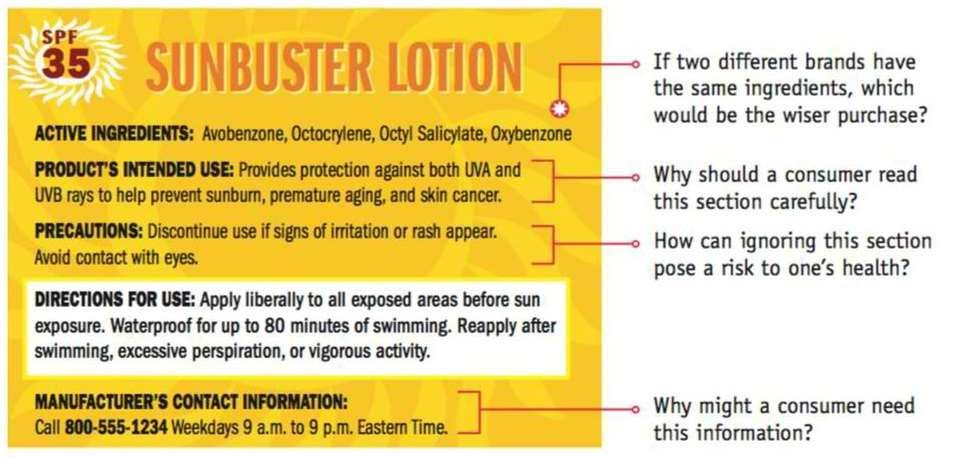 SPF
35
SUNBUSTER LOTION
ACTIVE INGREDIENTS: Avobenzone, Octocrylene, Octyl Salicylate, Oxybenzone
PRODUCT'S INTENDED USE: Provides protection against both UVA and
UVB rays to help prevent sunburn, premature aging, and skin cancer.
PRECAUTIONS: Discontinue use if signs of irritation or rash appear.
Avoid contact with eyes.
DIRECTIONS FOR USE: Apply liberally to all exposed areas before sun
exposure. Waterproof for up to 80 minutes of swimming. Reapply after
swimming, excessive perspiration, or vigorous activity.
MANUFACTURER'S CONTACT INFORMATION:
Call 800-555-1234 Weekdays 9 a.m. to 9 p.m. Eastern Time.
If two different brands have
the same ingredients, which
would be the wiser purchase?
Why should a consumer read
this section carefully?
How can ignoring this section
pose a risk to one's health?
Why might a consumer need
this information?